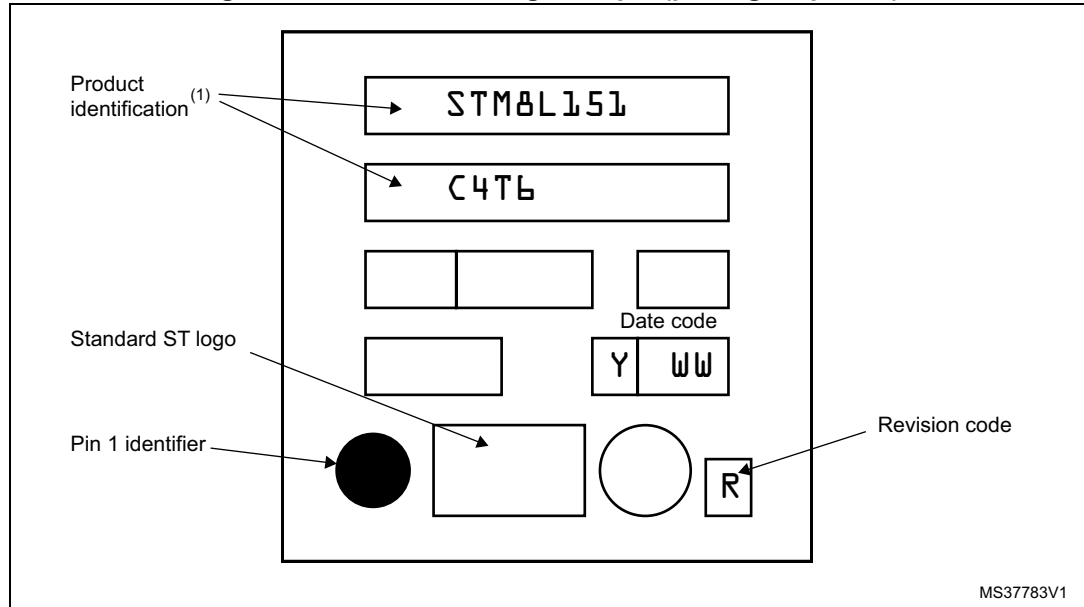 Product
identification (1)
STM8L151
C4T6
Date code
Standard ST logo
Y WW
Pin 1 identifier
Revision code
R
MS37783V1